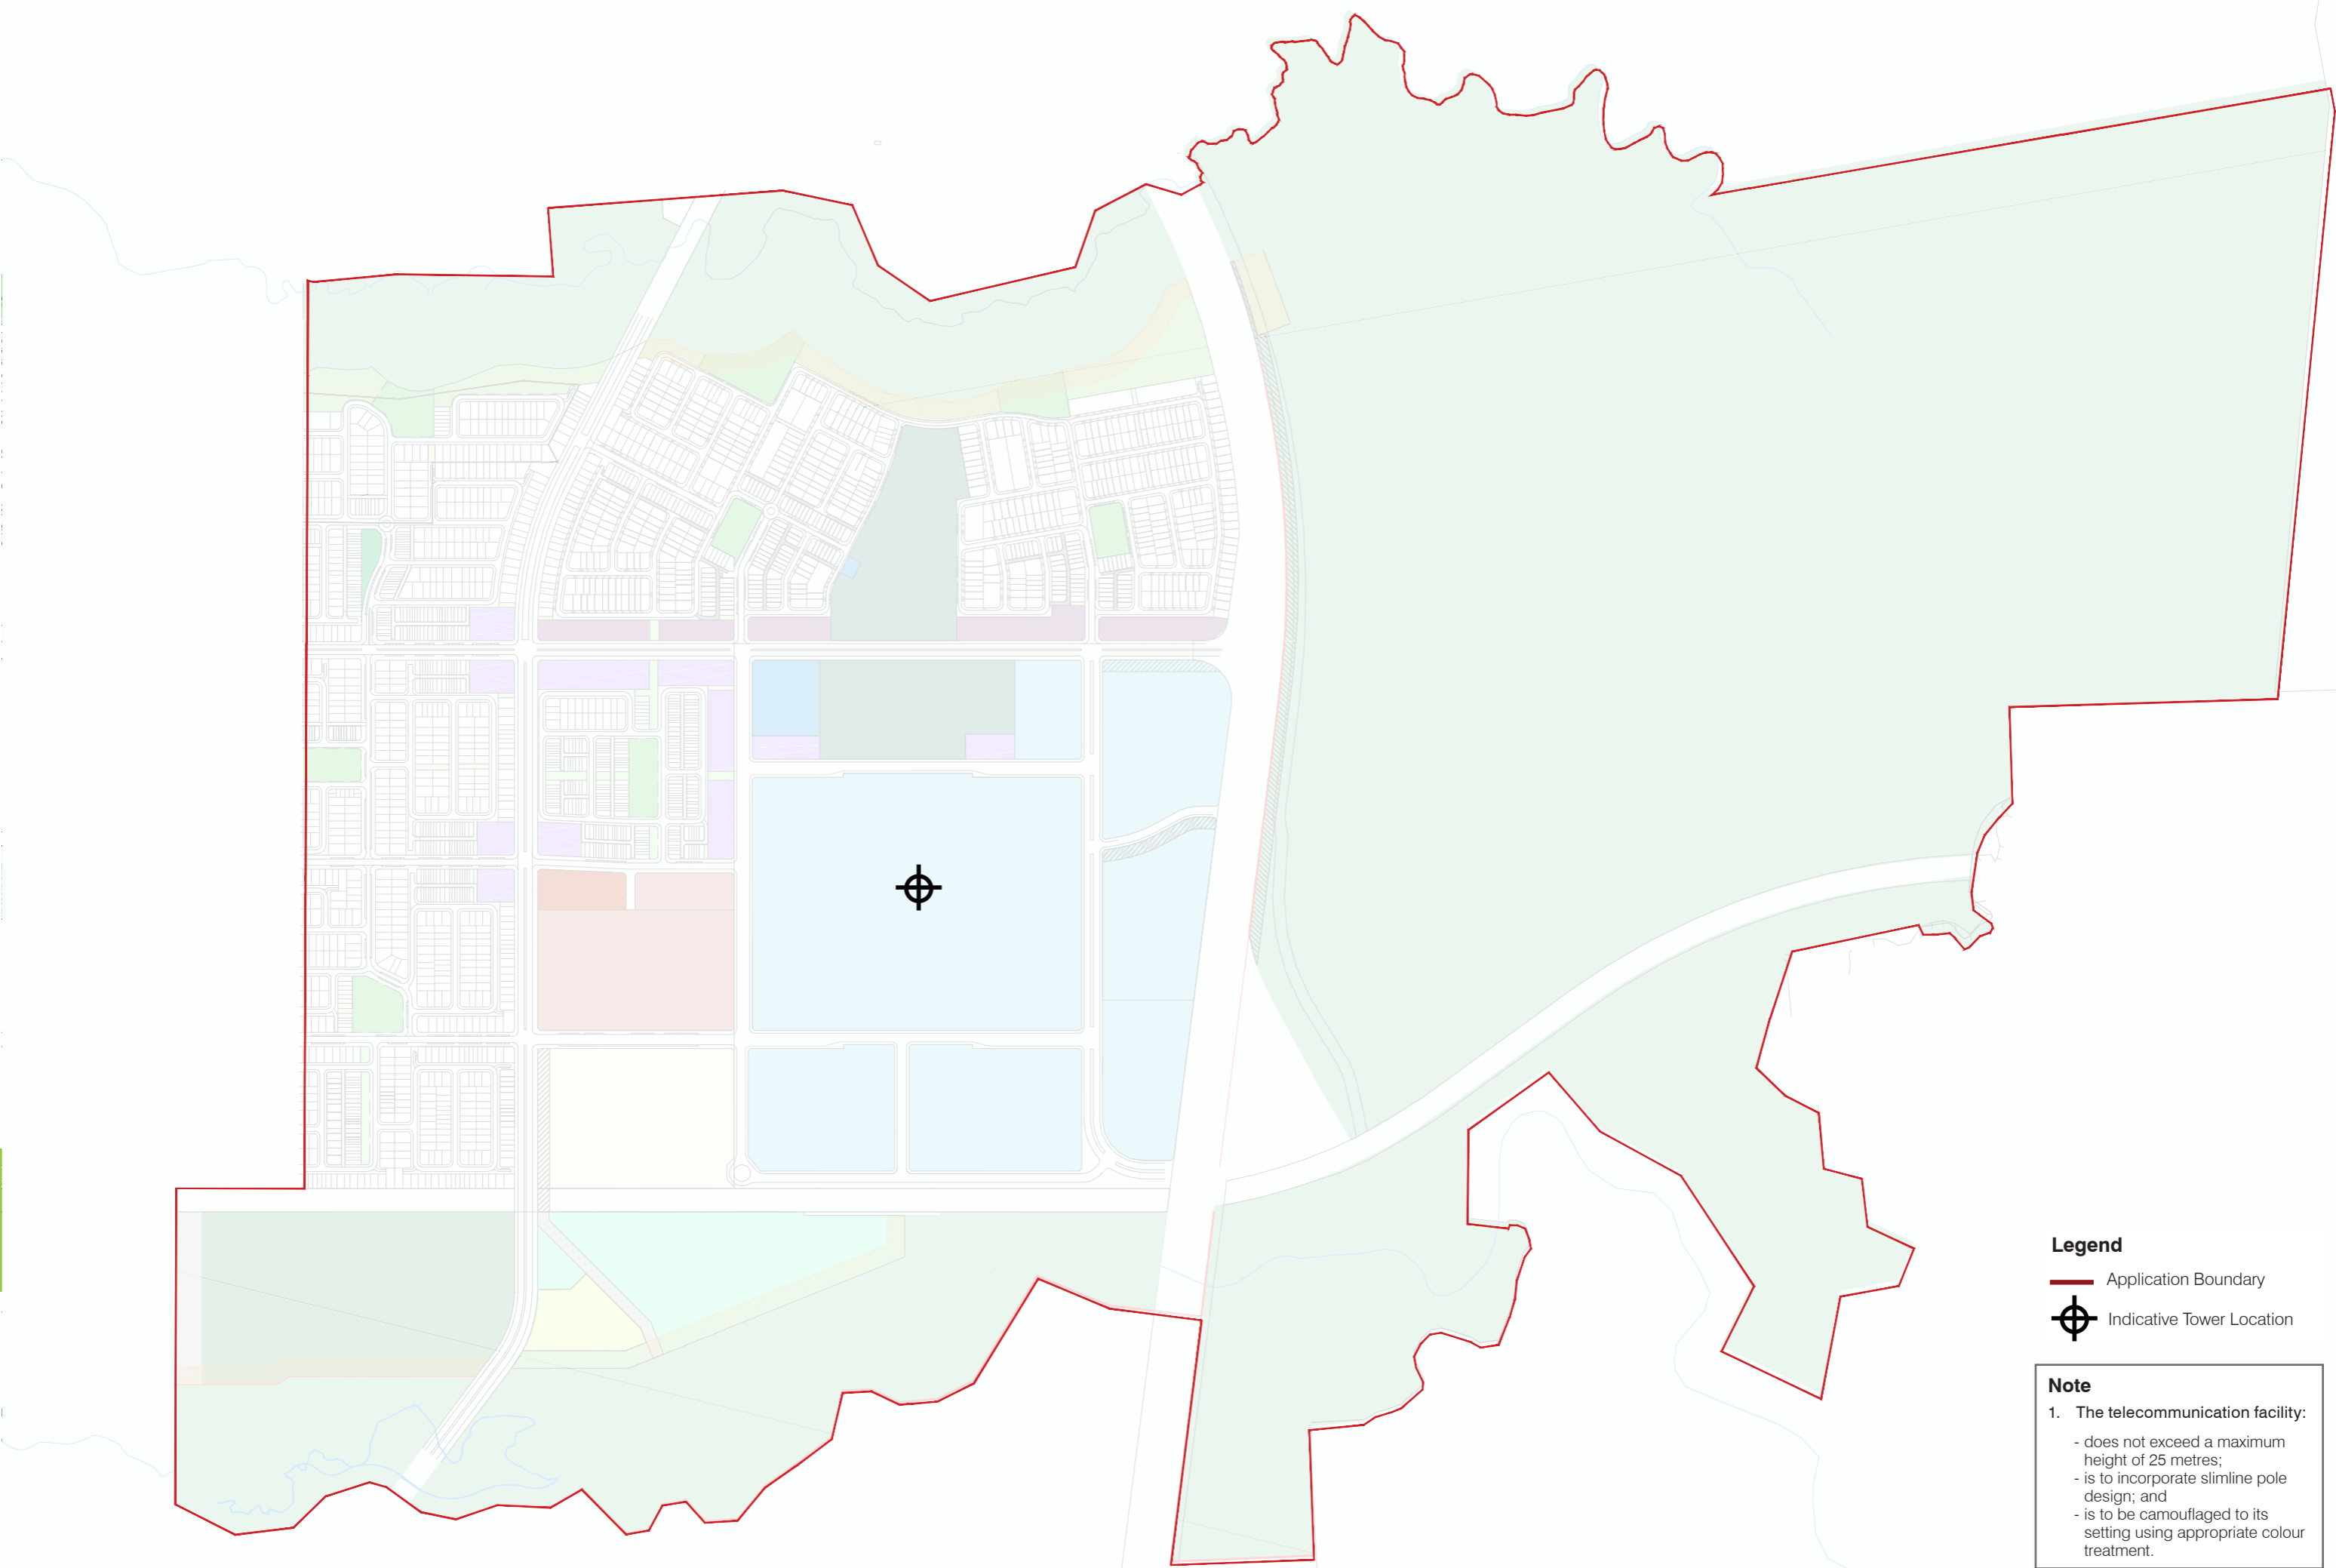 Legend
Application Boundary
Indicative Tower Location
Note
1. The telecommunication facility:
- does not exceed a maximum
height of 25 metres;
- is to incorporate slimline pole
design; and
- is to be camouflaged to its
setting using appropriate colour
treatment.